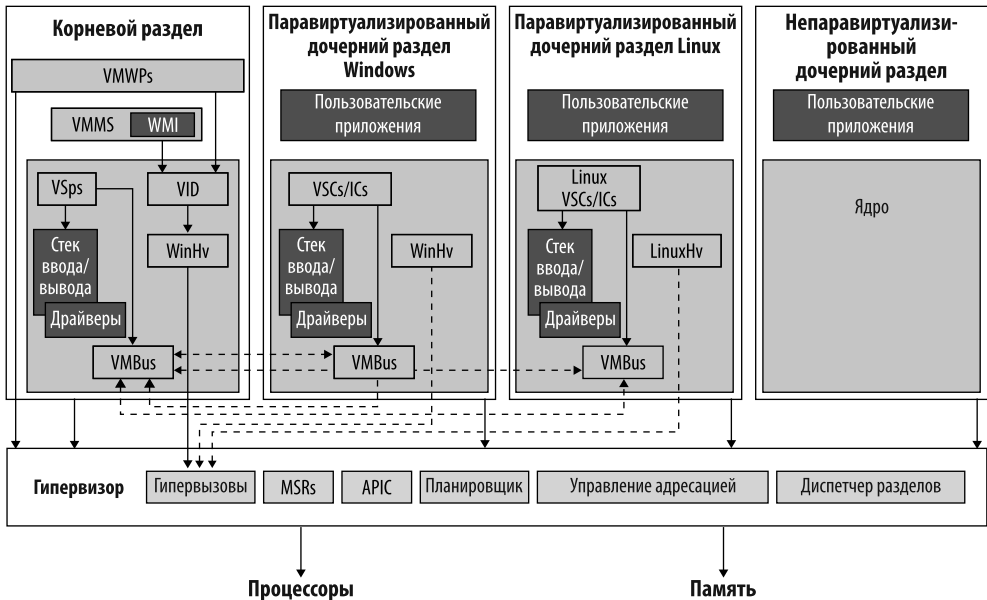 Корневой раздел
VMWPs
VMMS
WMI
VSps
VID
Стек
ввода/
вывода
WinHv
Драйверы
VMBus
Паравиртуализированный
дочерний раздел
Windows
Пользовательские
приложения
VSCs/ICs
Стек
ввода/
вывода
WinHv
Драйверы
VMBus
Паравиртуализированный
дочерний раздел Linux
Пользовательские
приложения
Linux
VSCs/ICs
Стек
ввода/
вывода
LinuxHv
Драйверы
VMBus
Непаравиртуализи-
рованный
дочерний раздел
Пользовательские
приложения
Ядро
Гипервизор
Гипервызовы
MSRs
APIC
Планировщик
Управление адресацией
Диспетчер разделов
Процессоры
Память